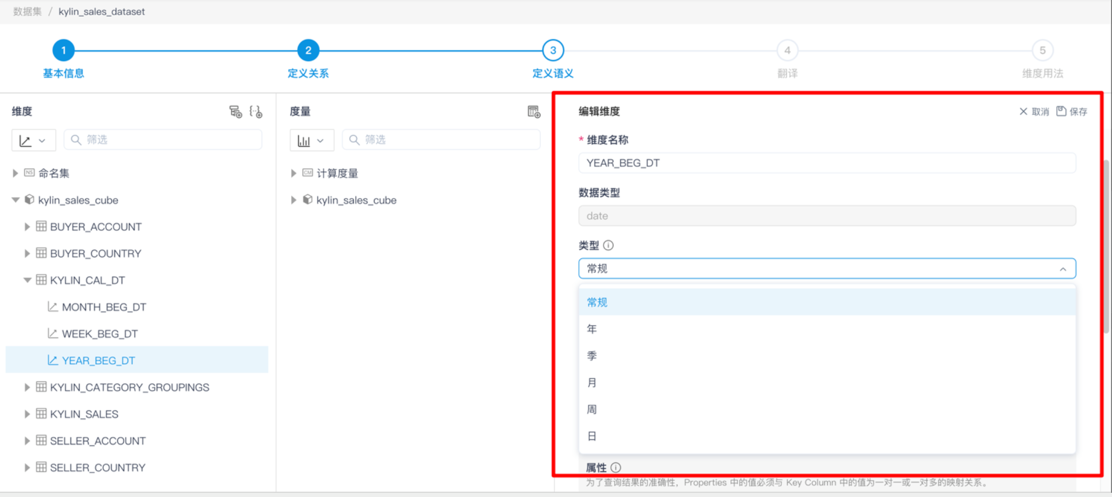 数据集 / kylin_sales_dataset
1 2 3 4 5
基本信息 定义关系 定义语义 翻译 维度用法
维度
筛选
命名集
kylin_sales_cube
BUYER_ACCOUNT
BUYER_COUNTRY
KYLIN_CAL_DT
MONTH_BEG_DT
WEEK_BEG_DT
YEAR_BEG_DT
KYLIN_CATEGORY_GROUPINGS
KYLIN_SALES
SELLER_ACCOUNT
SELLER_COUNTRY
度量
筛选
计算度量
kylin_sales_cube
编辑维度 取消 保存
* 维度名称
YEAR_BEG_DT
数据类型
date
类型
常规
常规
年
季
月
周
日
属性
为了查询结果的准确性，Properties 中的值必须与 Key Column 中的值为一对一或一对多的映射关系。